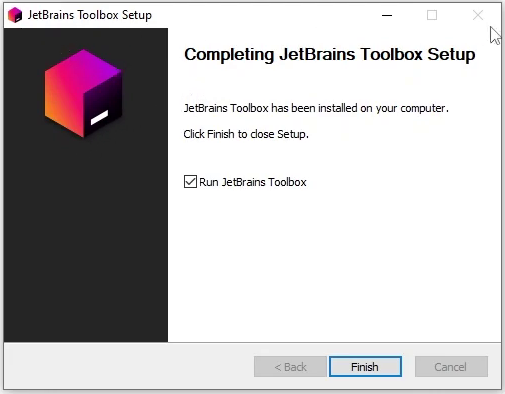 JetBrains Toolbox Setup
Completing JetBrains Toolbox Setup
JetBrains Toolbox has been installed on your computer.
Click Finish to close Setup.
Run JetBrains Toolbox
< Back
Finish
Cancel